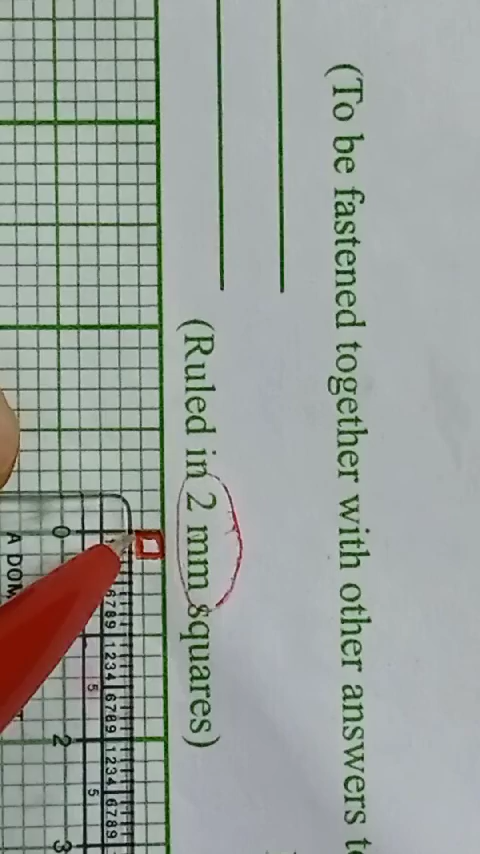 (To be fastened together with other answers t
(Ruled in 2 mm squares)
6789 1234 6789 1234 6789
5 5
0 2 3
A DOM